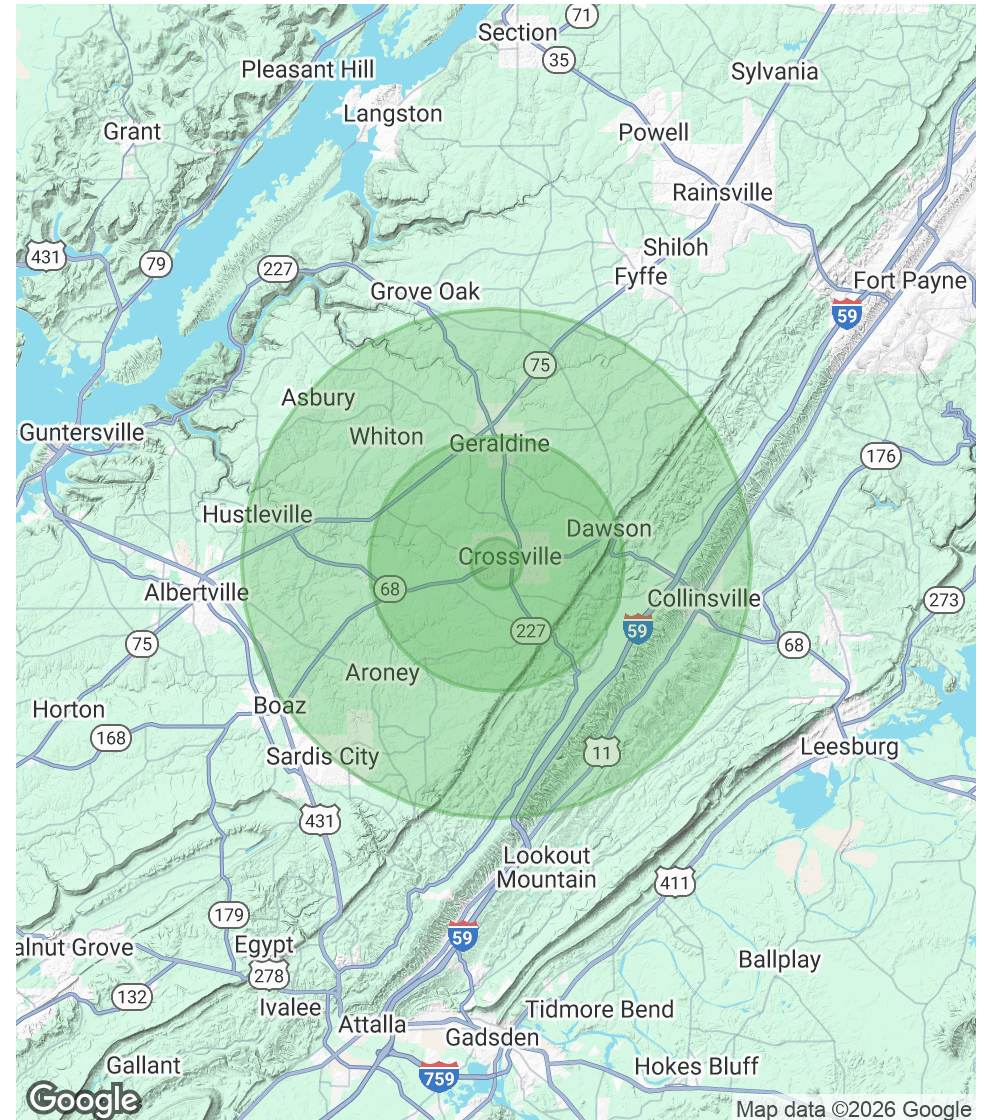 71
Section
35
Pleasant Hill
Sylvania
Langston
Grant
Powell
Rainsville
431
79
227
Shiloh
Fyffe
Fort Payne
Grove Oak
59
75
Asbury
Guntersville
Whiton
Geraldine
176
Hustleville
Dawson
Crossville
Albertville
68
Collinsville
273
227
59
75
68
Aroney
Horton
Boaz
168
Sardis City
11
Leesburg
431
Lookout
Mountain
411
179
59
alnut Grove
Egypt
278
Ballplay
132
Ivalee
Tidmore Bend
Attalla
Gadsden
Gallant
759
Hokes Bluff
Google
Map data ©2026 Google